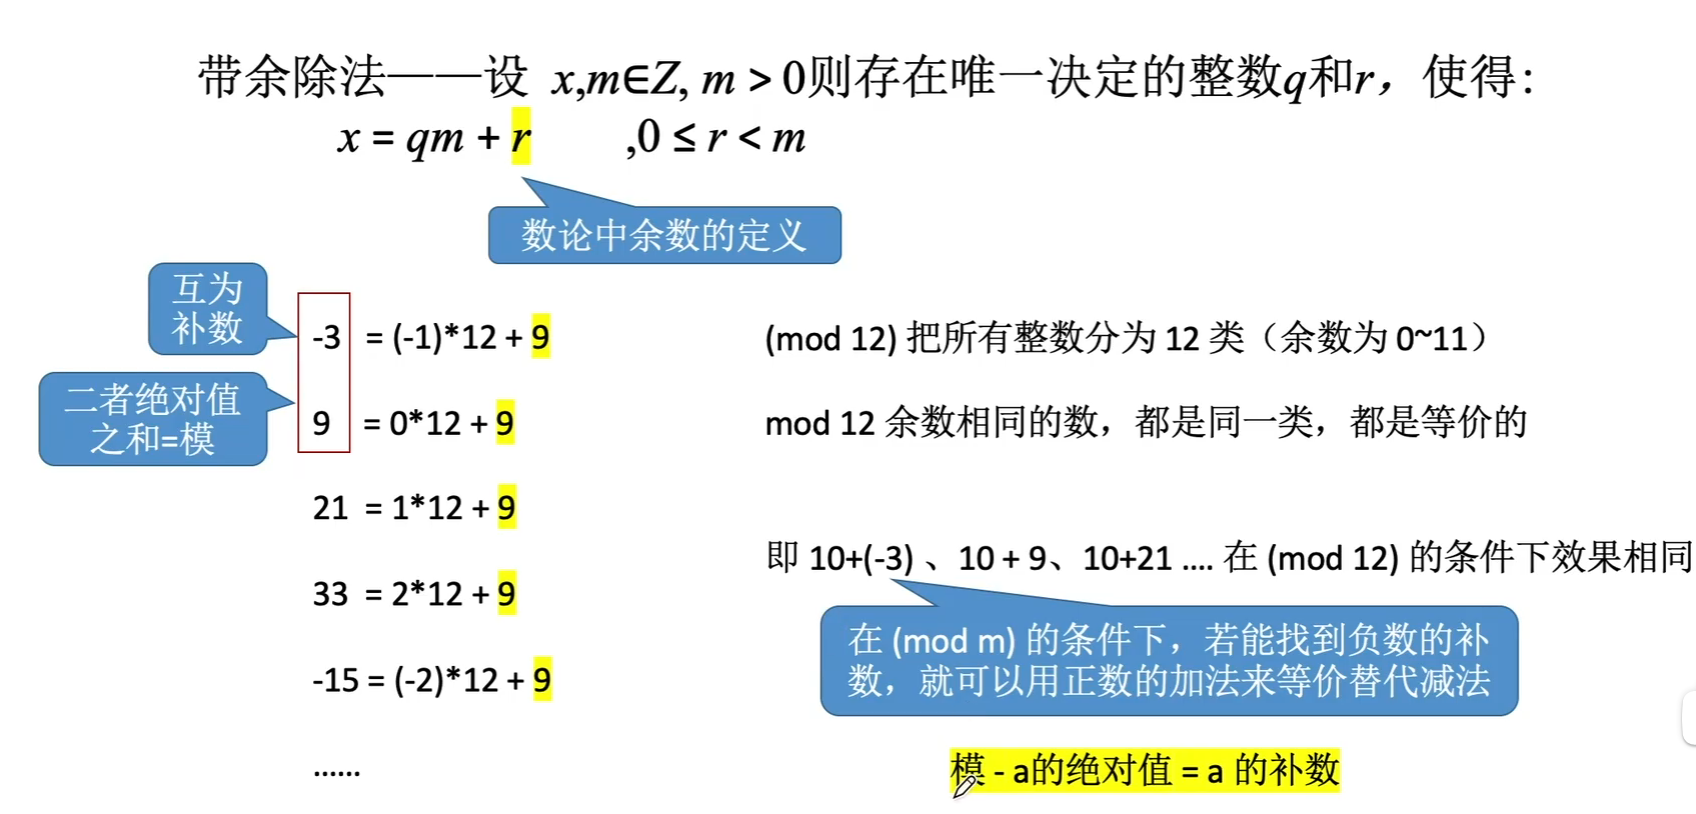 带余除法——设 x,m∈Z, m > 0则存在唯一决定的整数q和r，使得：
x = qm + r ,0 ≤ r < m
数论中余数的定义
互为
补数
二者绝对值
之和=模
-3 = (-1)*12 + 9
9 = 0*12 + 9
21 = 1*12 + 9
33 = 2*12 + 9
-15 = (-2)*12 + 9
......
(mod 12) 把所有整数分为 12 类（余数为 0~11）
mod 12 余数相同的数，都是同一类，都是等价的
即 10+(-3) 、10 + 9、10+21 .... 在 (mod 12) 的条件下效果相同
在 (mod m) 的条件下，若能找到负数的补
数，就可以用正数的加法来等价替代减法
模 - a的绝对值 = a 的补数